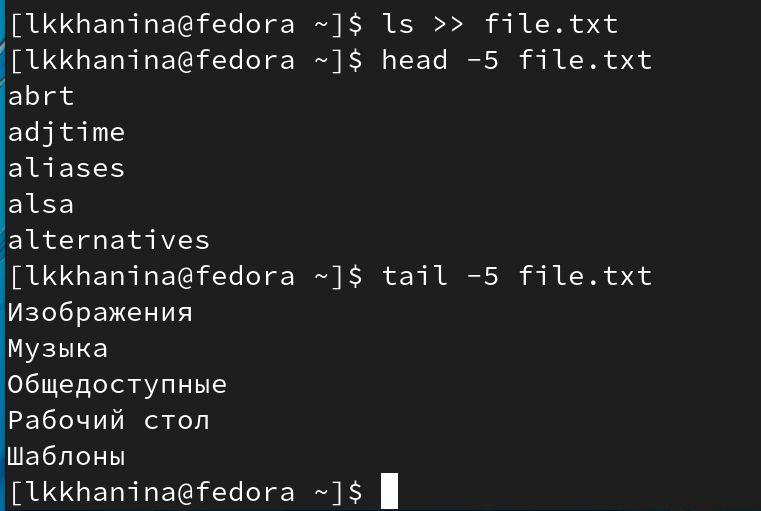 [lkkhanina@fedora ~]$ ls >> file.txt
[lkkhanina@fedora ~]$ head -5 file.txt
abrt
adjtime
aliases
alsa
alternatives
[lkkhanina@fedora ~]$ tail -5 file.txt
Изображения
Музыка
Общедоступные
Рабочий стол
Шаблоны
[lkkhanina@fedora ~]$